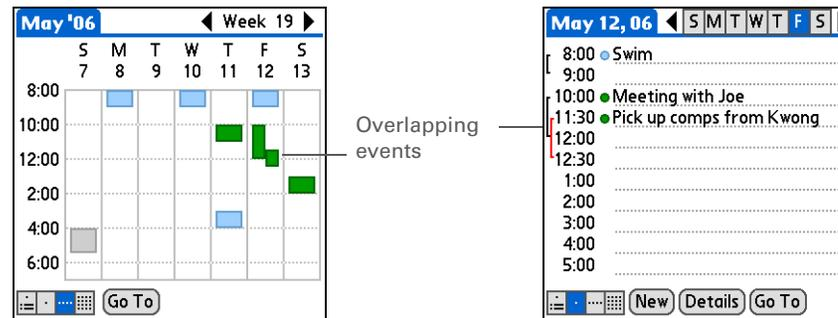 May '06 Week 19
S M T W T F S
7 8 9 10 11 12 13
8:00
10:00
12:00
2:00
4:00
6:00
Go To
Overlapping
events
May 12, 06 S M T W T F S
8:00 Swim
9:00
10:00 Meeting with Joe
11:30 Pick up comps from Kwong
12:00
12:30
1:00
2:00
3:00
4:00
5:00
New Details Go To